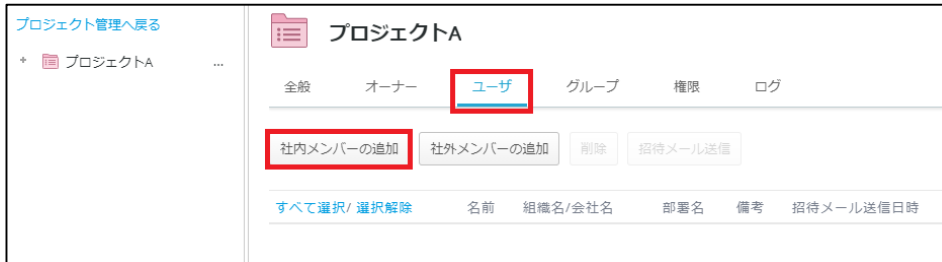 プロジェクト管理へ戻る
プロジェクトA
...
プロジェクトA
全般 オーナー ユーザ グループ 権限 ログ
社内メンバーの追加 社外メンバーの追加 削除 招待メール送信
すべて選択/ 選択解除 名前 組織名/会社名 部署名 備考 招待メール送信日時